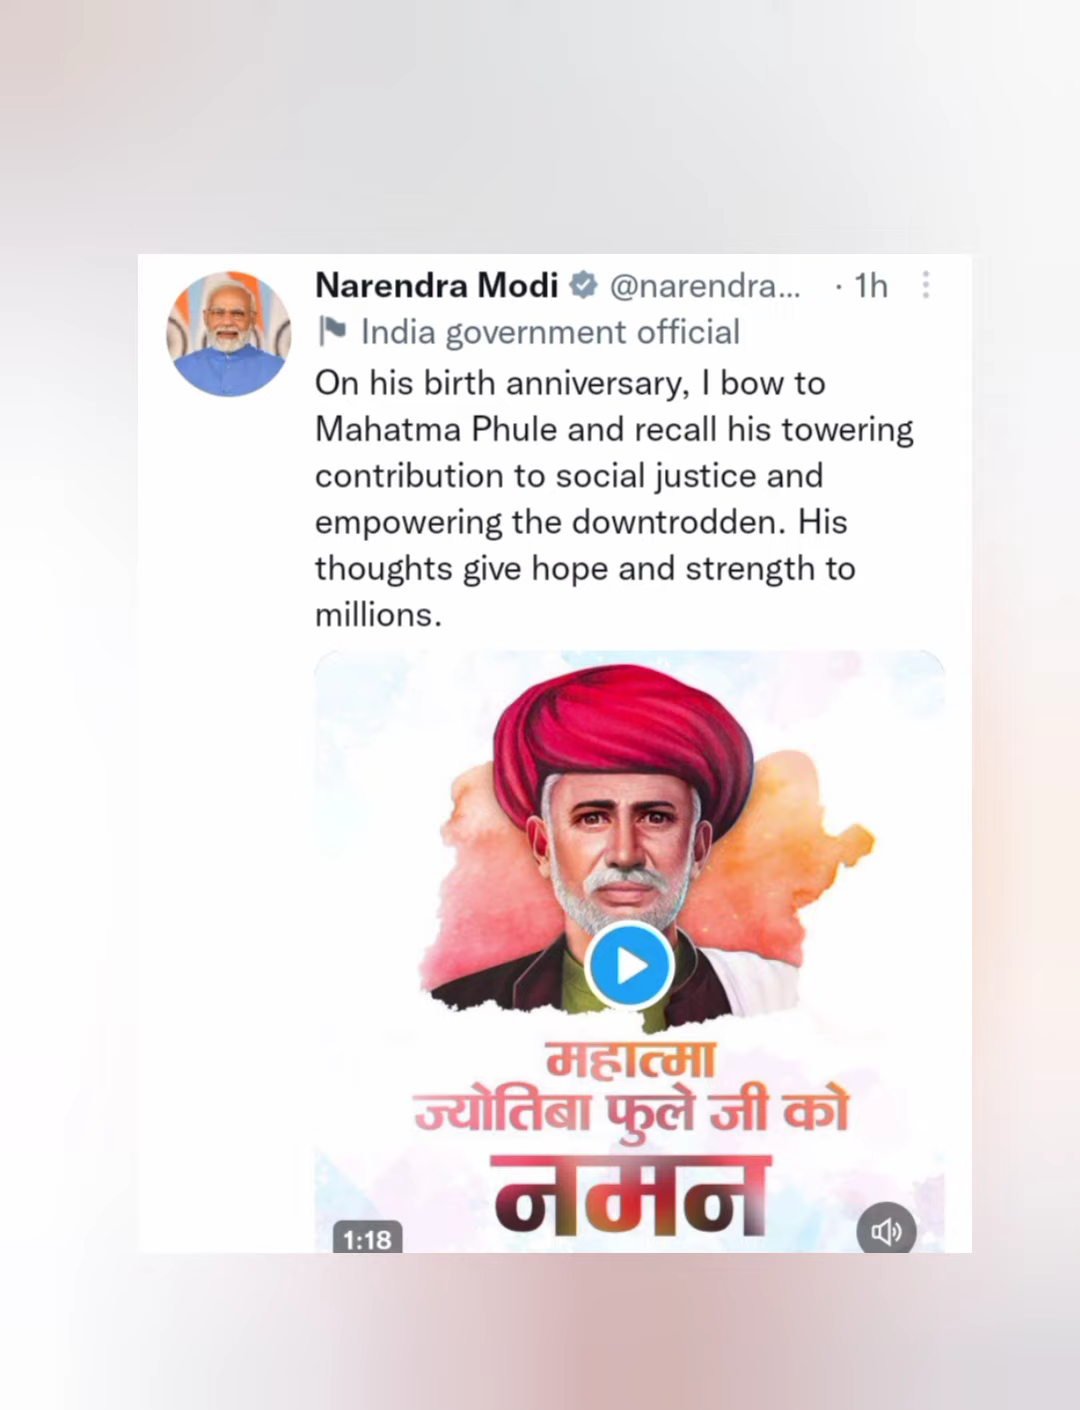 Narendra Modi @narendra... · 1h
India government official
On his birth anniversary, I bow to
Mahatma Phule and recall his towering
contribution to social justice and
empowering the downtrodden. His
thoughts give hope and strength to
millions.
महात्मा
ज्योतिबा फुले जी को
नमन
1:18